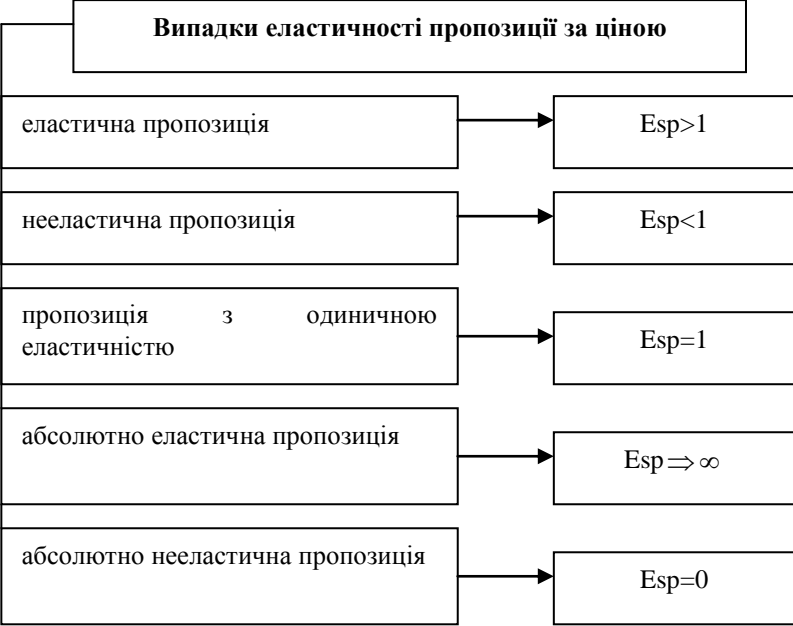 Випадки еластичності пропозиції за ціною
еластична пропозиція
Esp>1
нееластична пропозиція
Esp<1
пропозиція з одиничною
еластичністю
Esp=1
абсолютно еластична пропозиція
Esp⇒∞
абсолютно нееластична пропозиція
Esp=0